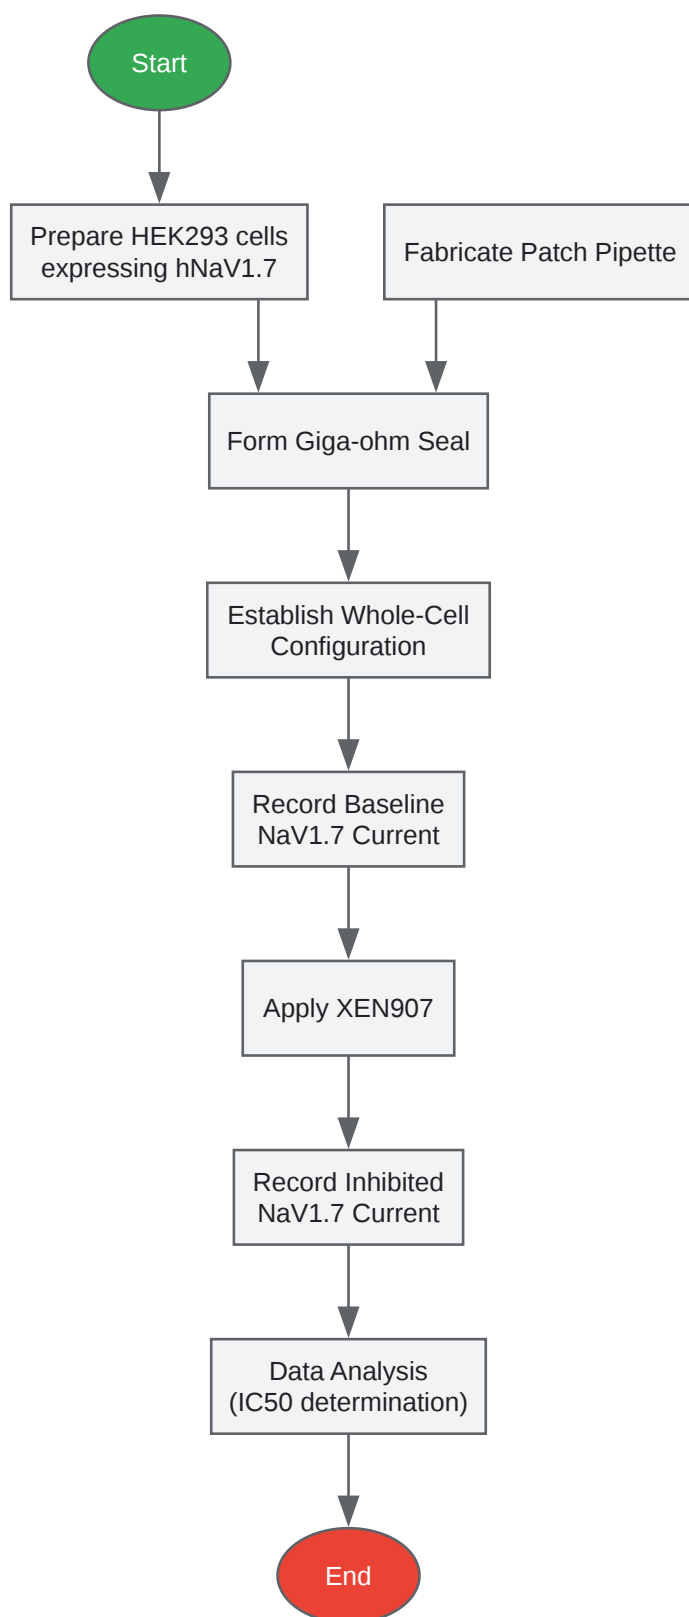 Start
Prepare HEK293 cells
expressing hNaV1.7
Fabricate Patch Pipette
Form Giga-ohm Seal
Establish Whole-Cell
Configuration
Record Baseline
NaV1.7 Current
Apply XEN907
Record Inhibited
NaV1.7 Current
Data Analysis
(IC50 determination)
End